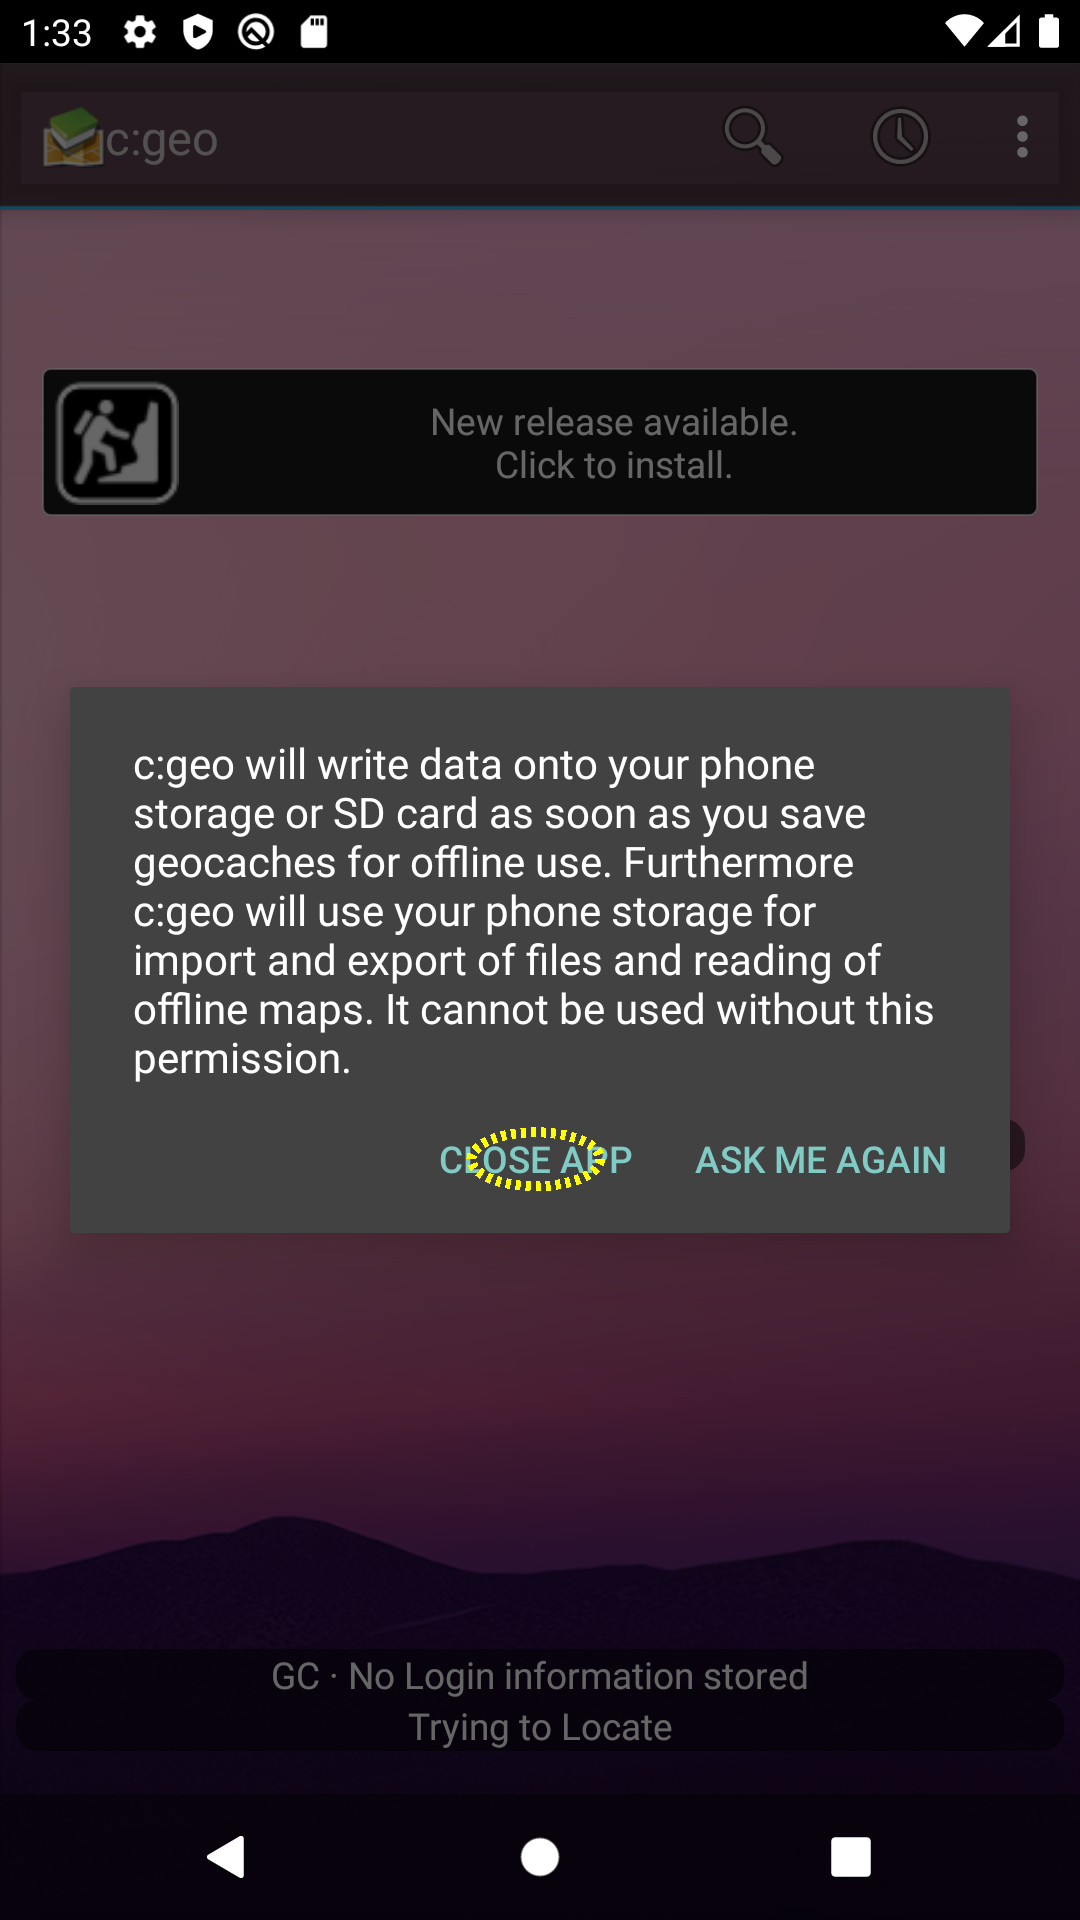 1:33
c:geo
New release available.
Click to install.
c:geo will write data onto your phone
storage or SD card as soon as you save
geocaches for offline use. Furthermore
c:geo will use your phone storage for
import and export of files and reading of
offline maps. It cannot be used without this
permission.
CLOSE APP ASK ME AGAIN
GC · No Login information stored
Trying to Locate